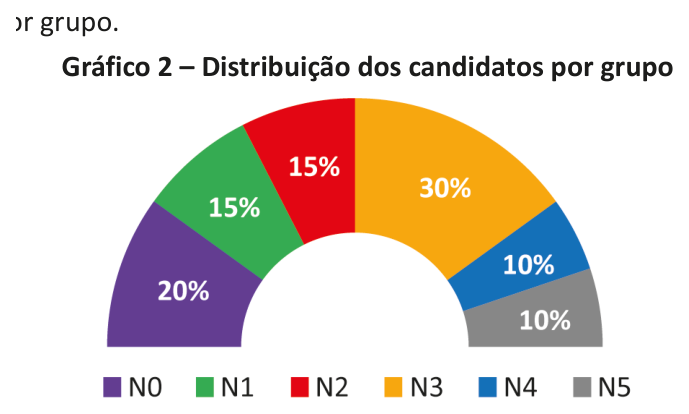 or grupo.
Gráfico 2 – Distribuição dos candidatos por grupo
15%
30%
15%
10%
20%
10%
N0 N1 N2 N3 N4 N5